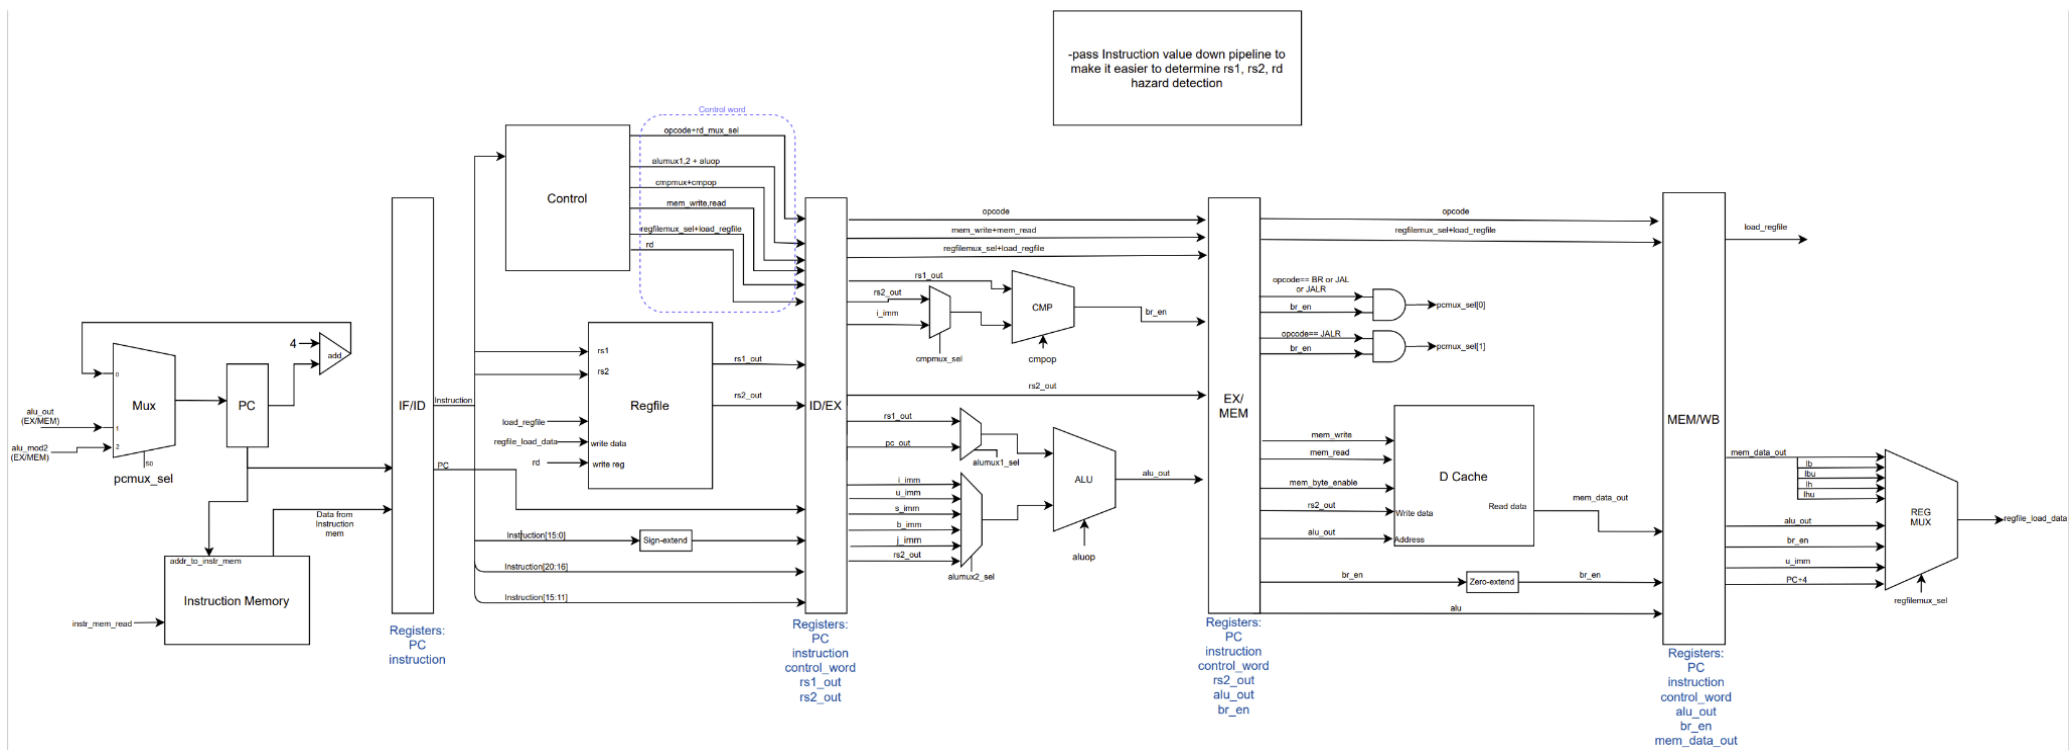 -pass Instruction value down pipeline to
make it easier to determine rs1, rs2, rd
hazard detection
Control word
opcode+rd_mux_sel
alumux1,2 + aluop
cmpmux+cmpop
mem_write,read
regfilemux_sel+load_regfile
rd
Control
4
add
0
1
2
Mux
S0
pcmux_sel
PC
alu_out
(EX/MEM)
alu_mod2
(EX/MEM)
Data from
Instruction
mem
addr_to_instr_mem
Instruction Memory
instr_mem_read
IF/ID
Registers:
PC
instruction
Instruction
PC
rs1
rs2
Regfile
load_regfile
regfile_load_data
write data
rd
write reg
rs1_out
rs2_out
Instruction[15:0]
Sign-extend
Instruction[20:16]
Instruction[15:11]
ID/EX
Registers:
PC
instruction
control_word
rs1_out
rs2_out
opcode
mem_write+mem_read
regfilemux_sel+load_regfile
rs1_out
rs2_out
i_imm
cmpmux_sel
CMP
cmpop
br_en
rs2_out
rs1_out
pc_out
alumux1_sel
i_imm
u_imm
s_imm
b_imm
j_imm
rs2_out
alumux2_sel
ALU
aluop
alu_out
EX/
MEM
Registers:
PC
instruction
control_word
rs2_out
alu_out
br_en
opcode
regfilemux_sel+load_regfile
opcode== BR or JAL
or JALR
br_en
pcmux_sel[0]
opcode== JALR
br_en
pcmux_sel[1]
mem_write
mem_read
mem_byte_enable
rs2_out
alu_out
D Cache
Write data
Read data
Address
mem_data_out
br_en
Zero-extend
br_en
alu
MEM/WB
Registers:
PC
instruction
control_word
alu_out
br_en
mem_data_out
load_regfile
mem_data_out
lb
lbu
lh
lhu
alu_out
br_en
u_imm
PC+4
REG
MUX
regfilemux_sel
regfile_load_data